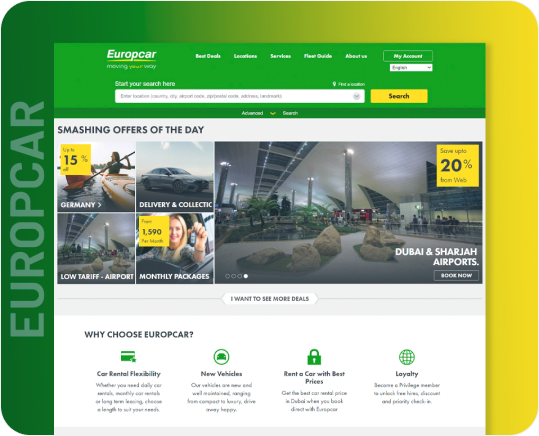 EUROPCAR
Europcar
moving your way
Best Deals Locations Services Fleet Guide About us My Account
English
Start your search here Find a location
Enter location (country, city, airport code, zip/postal code, address, landmark) Search
Advanced Search
SMASHING OFFERS OF THE DAY
Up to
15 %
off
GERMANY >
DELIVERY & COLLECTIC
Save upto
20 %
from Web
LOW TARIFF - AIRPORT
From
1,590
Per Month
MONTHLY PACKAGES
DUBAI & SHARJAH
AIRPORTS.
BOOK NOW
I WANT TO SEE MORE DEALS
WHY CHOOSE EUROPCAR?
Car Rental Flexibility
Whether you need daily car
rentals, monthly car rentals
or long term leasing, choose
a length to suit your needs.
New Vehicles
Our vehicles are new and
well maintained, ranging
from compact to luxury, drive
away happy.
Rent a Car with Best
Prices
Get the best car rental price
in Dubai when you book
direct with Europcar
Loyalty
Become a Privilege member
to unlock free hires, discount
and priority check-in.